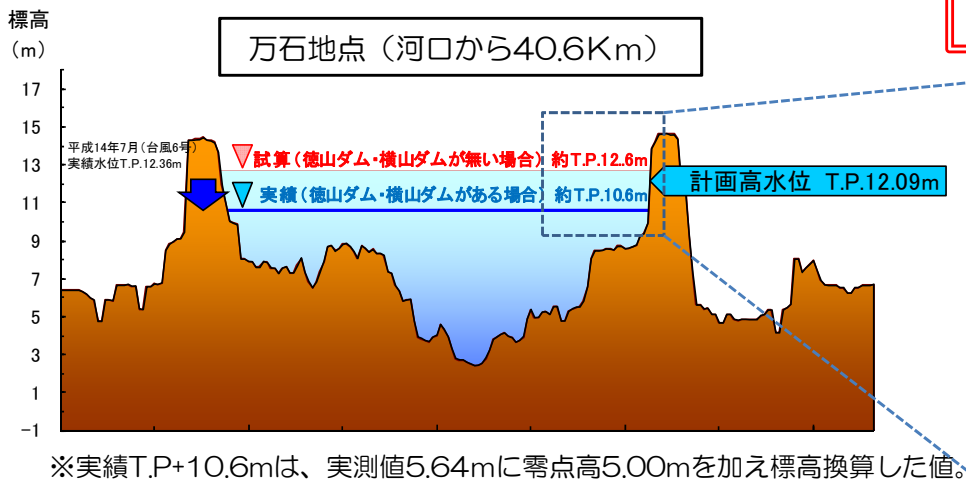 標高
(m)
万石地点（河口から40.6Km）
17
15
13
11
9
7
5
3
1
-1
平成14年7月(台風6号)
実績水位T.P.12.36m
試算(徳山ダム・横山ダムが無い場合) 約T.P.12.6m
実績(徳山ダム・横山ダムがある場合) 約T.P.10.6m
計画高水位 T.P.12.09m
※実績T.P+10.6mは、実測値5.64mに零点高5.00mを加え標高換算した値。